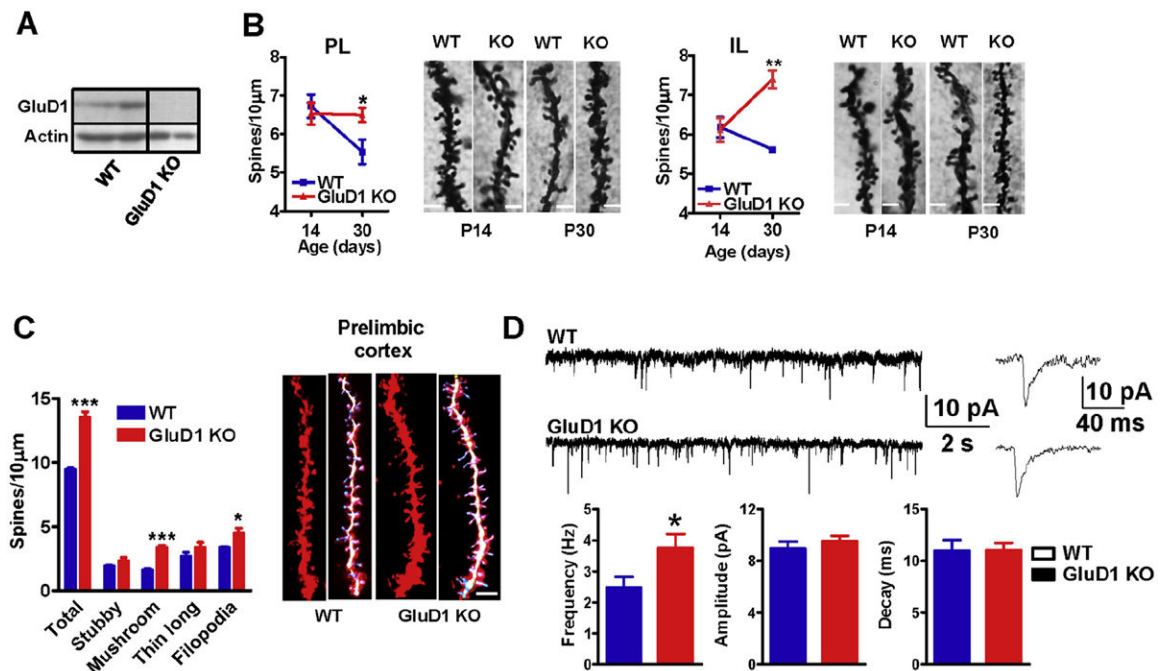 A
GluD1
Actin
WT
GluD1 KO
B
PL
Spines/10µm
8
7
6
5
4
*
WT
GluD1 KO
14
30
Age (days)
WT
KO
WT
KO
P14
P30
IL
Spines/10µm
8
7
6
5
4
**
WT
GluD1 KO
14
30
Age (days)
WT
KO
WT
KO
P14
P30
C
Spines/10µm
15
10
5
0
***
***
*
WT
GluD1 KO
Total
Stubby
Mushroom
Thin long
Filopodia
Prelimbic
cortex
WT
GluD1 KO
D
WT
GluD1 KO
10 pA
2 s
10 pA
40 ms
Frequency (Hz)
5
4
3
2
1
0
*
Amplitude (pA)
12
8
4
0
Decay (ms)
15
10
5
0
WT
GluD1 KO